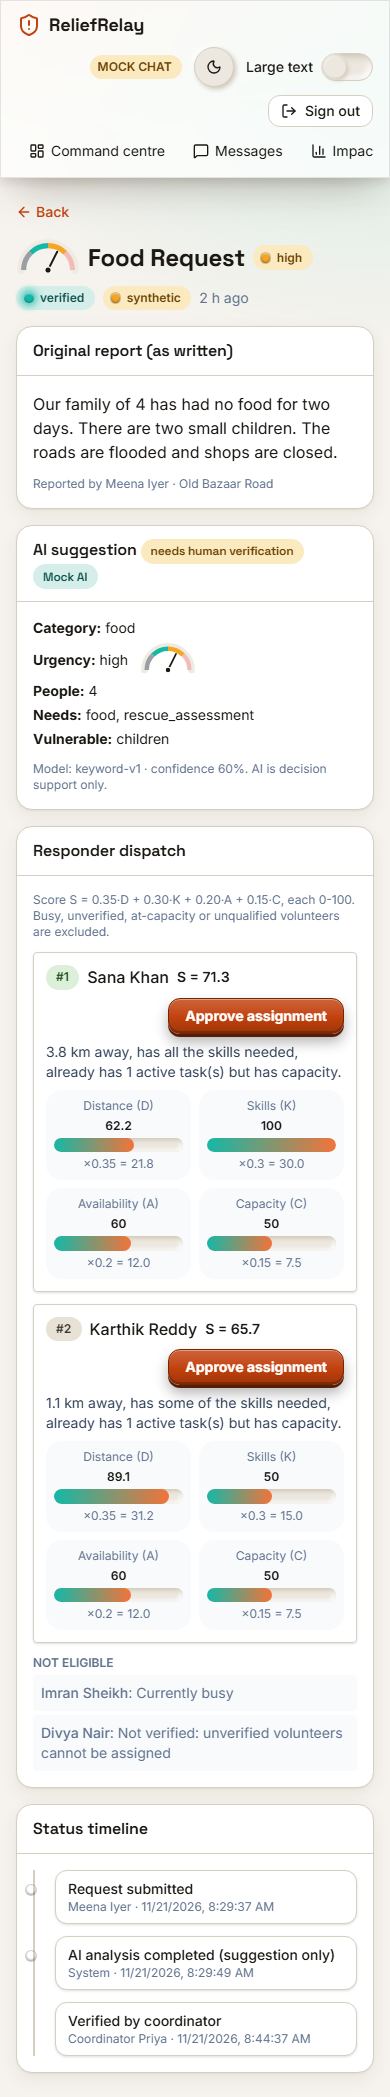 ReliefRelay
MOCK CHAT
Large text
Sign out
Command centre
Messages
Impac
← Back
Food Request
high
verified
synthetic
2 h ago
Original report (as written)
Our family of 4 has had no food for two
days. There are two small children. The
roads are flooded and shops are closed.
Reported by Meena Iyer · Old Bazaar Road
AI suggestion
needs human verification
Mock AI
Category: food
Urgency: high
People: 4
Needs: food, rescue_assessment
Vulnerable: children
Model: keyword-v1 · confidence 60%. AI is decision
support only.
Responder dispatch
Score S = 0.35·D + 0.30·K + 0.20·A + 0.15·C, each 0-100.
Busy, unverified, at-capacity or unqualified volunteers
are excluded.
#1 Sana Khan S = 71.3
Approve assignment
3.8 km away, has all the skills needed,
already has 1 active task(s) but has capacity.
Distance (D)
62.2
×0.35 = 21.8
Skills (K)
100
×0.3 = 30.0
Availability (A)
60
×0.2 = 12.0
Capacity (C)
50
×0.15 = 7.5
#2 Karthik Reddy S = 65.7
Approve assignment
1.1 km away, has some of the skills needed,
already has 1 active task(s) but has capacity.
Distance (D)
89.1
×0.35 = 31.2
Skills (K)
50
×0.3 = 15.0
Availability (A)
60
×0.2 = 12.0
Capacity (C)
50
×0.15 = 7.5
NOT ELIGIBLE
Imran Sheikh: Currently busy
Divya Nair: Not verified: unverified volunteers
cannot be assigned
Status timeline
Request submitted
Meena Iyer · 11/21/2026, 8:29:37 AM
AI analysis completed (suggestion only)
System · 11/21/2026, 8:29:49 AM
Verified by coordinator
Coordinator Priya · 11/21/2026, 8:44:37 AM